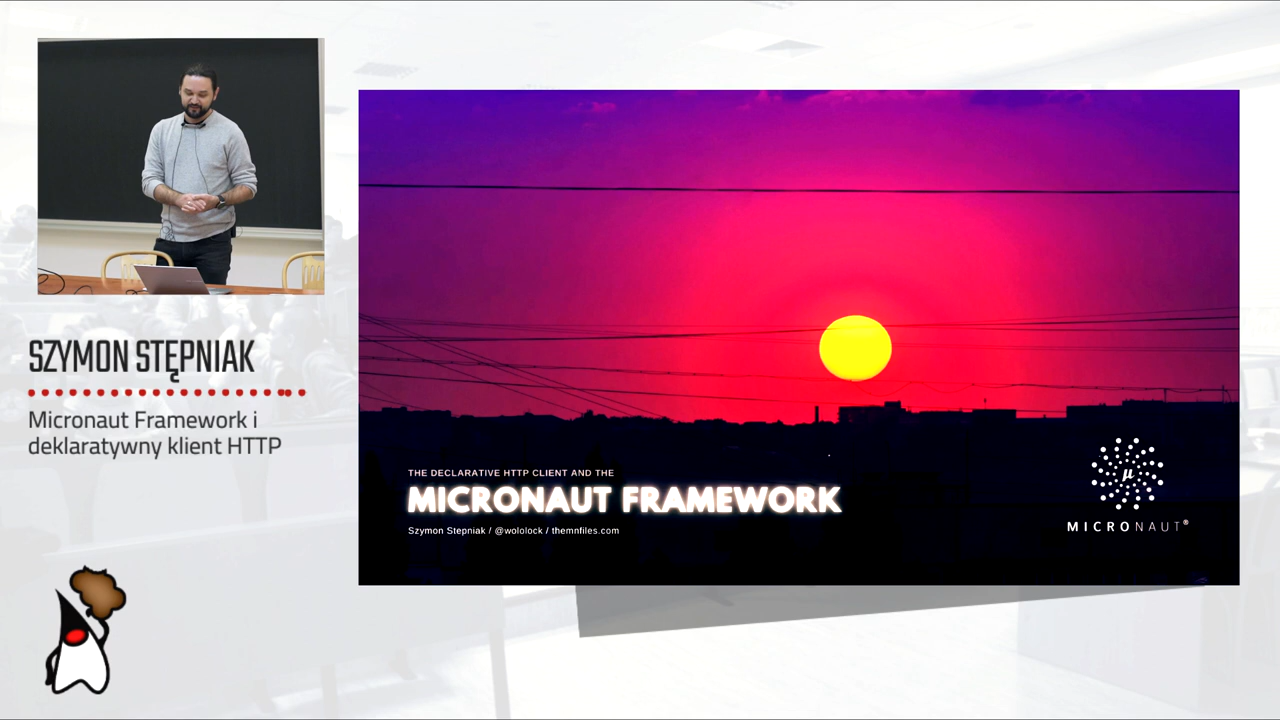 SZYMON STĘPNIAK
Micronaut Framework i
deklaratywny klient HTTP
THE DECLARATIVE HTTP CLIENT AND THE
MICRONAUT FRAMEWORK
Szymon Stepniak / @wololock / themnfiles.com
μ
MICRONAUT®